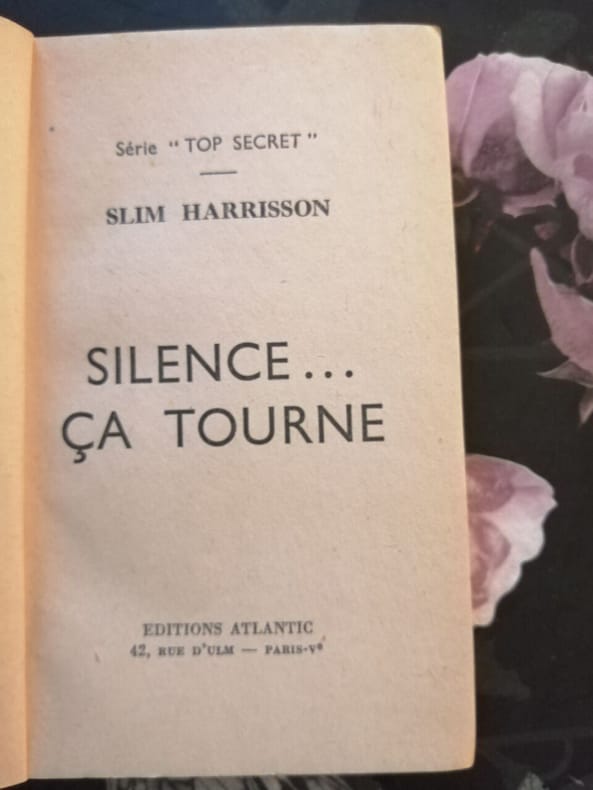 Série "TOP SECRET"
SLIM HARRISSON
SILENCE...
ÇA TOURNE
EDITIONS ATLANTIC
42, RUE D'ULM — PARIS-Vᵉ